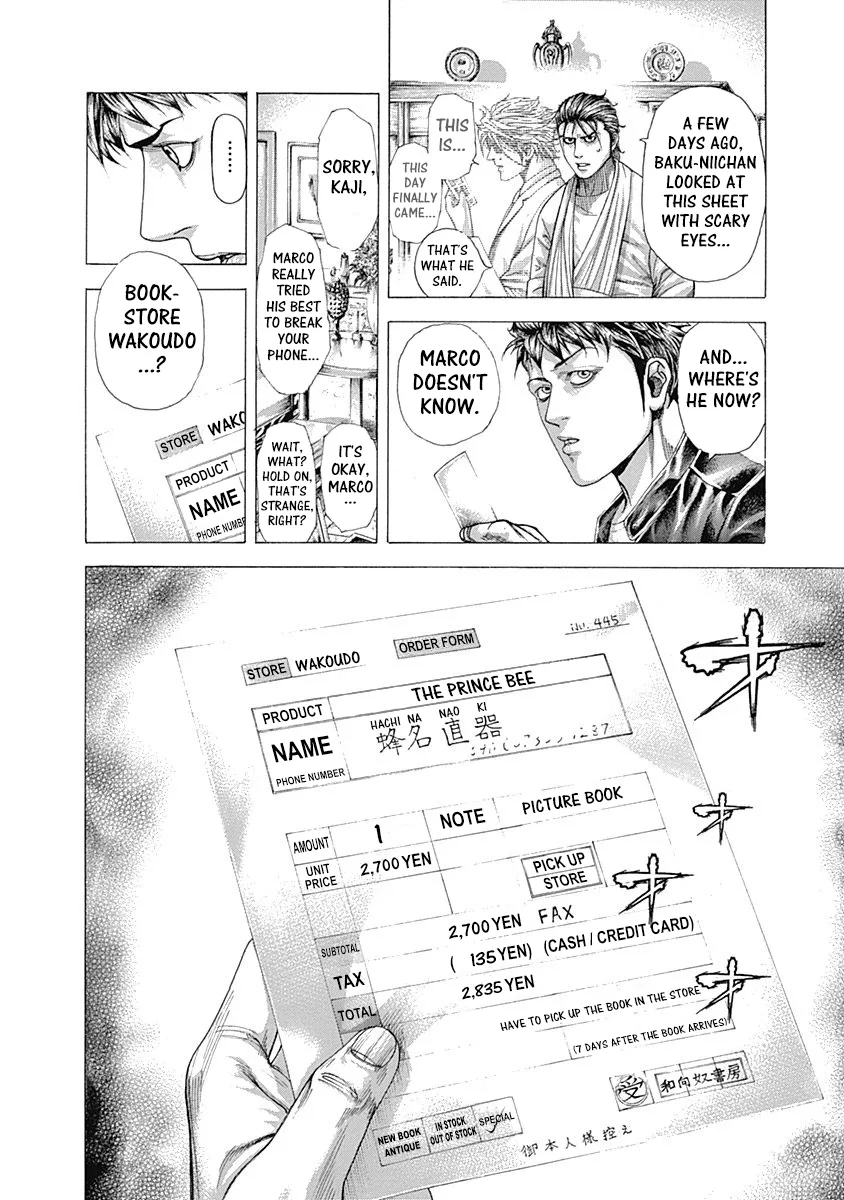 A FEW
DAYS AGO,
BAKU-NIICHAN
LOOKED AT
THIS SHEET
WITH SCARY
EYES...
THIS
IS...
THIS
DAY
FINALLY
CAME...
THAT'S
WHAT HE
SAID.
AND...
WHERE'S
HE NOW?
MARCO
DOESN'T
KNOW.
SORRY,
KAJI,
MARCO
REALLY
TRIED
HIS BEST
TO BREAK
YOUR
PHONE...
IT'S
OKAY,
MARCO
...
WAIT,
WHAT?
HOLD ON,
THAT'S
STRANGE,
RIGHT?
......
BOOK-
STORE
WAKOUDO
...?
STORE WAKO
PRODUCT
NAME
PHONE NUMBER
No. 445
STORE WAKOUDO ORDER FORM
PRODUCT THE PRINCE BEE
HACHI NA NAO KI
NAME 蜂名 直器
PHONE NUMBER
AMOUNT 1 NOTE PICTURE BOOK
UNIT
PRICE 2,700 YEN
PICK UP
STORE
SUBTOTAL 2,700 YEN FAX
TAX ( 135 YEN) (CASH / CREDIT CARD)
TOTAL 2,835 YEN
HAVE TO PICK UP THE BOOK IN THE STORE
(7 DAYS AFTER THE BOOK ARRIVES)
受 和向奴書房
NEW BOOK
ANTIQUE
IN STOCK
OUT OF STOCK
SPECIAL
御本人様控え
オ
オ
オ
オ